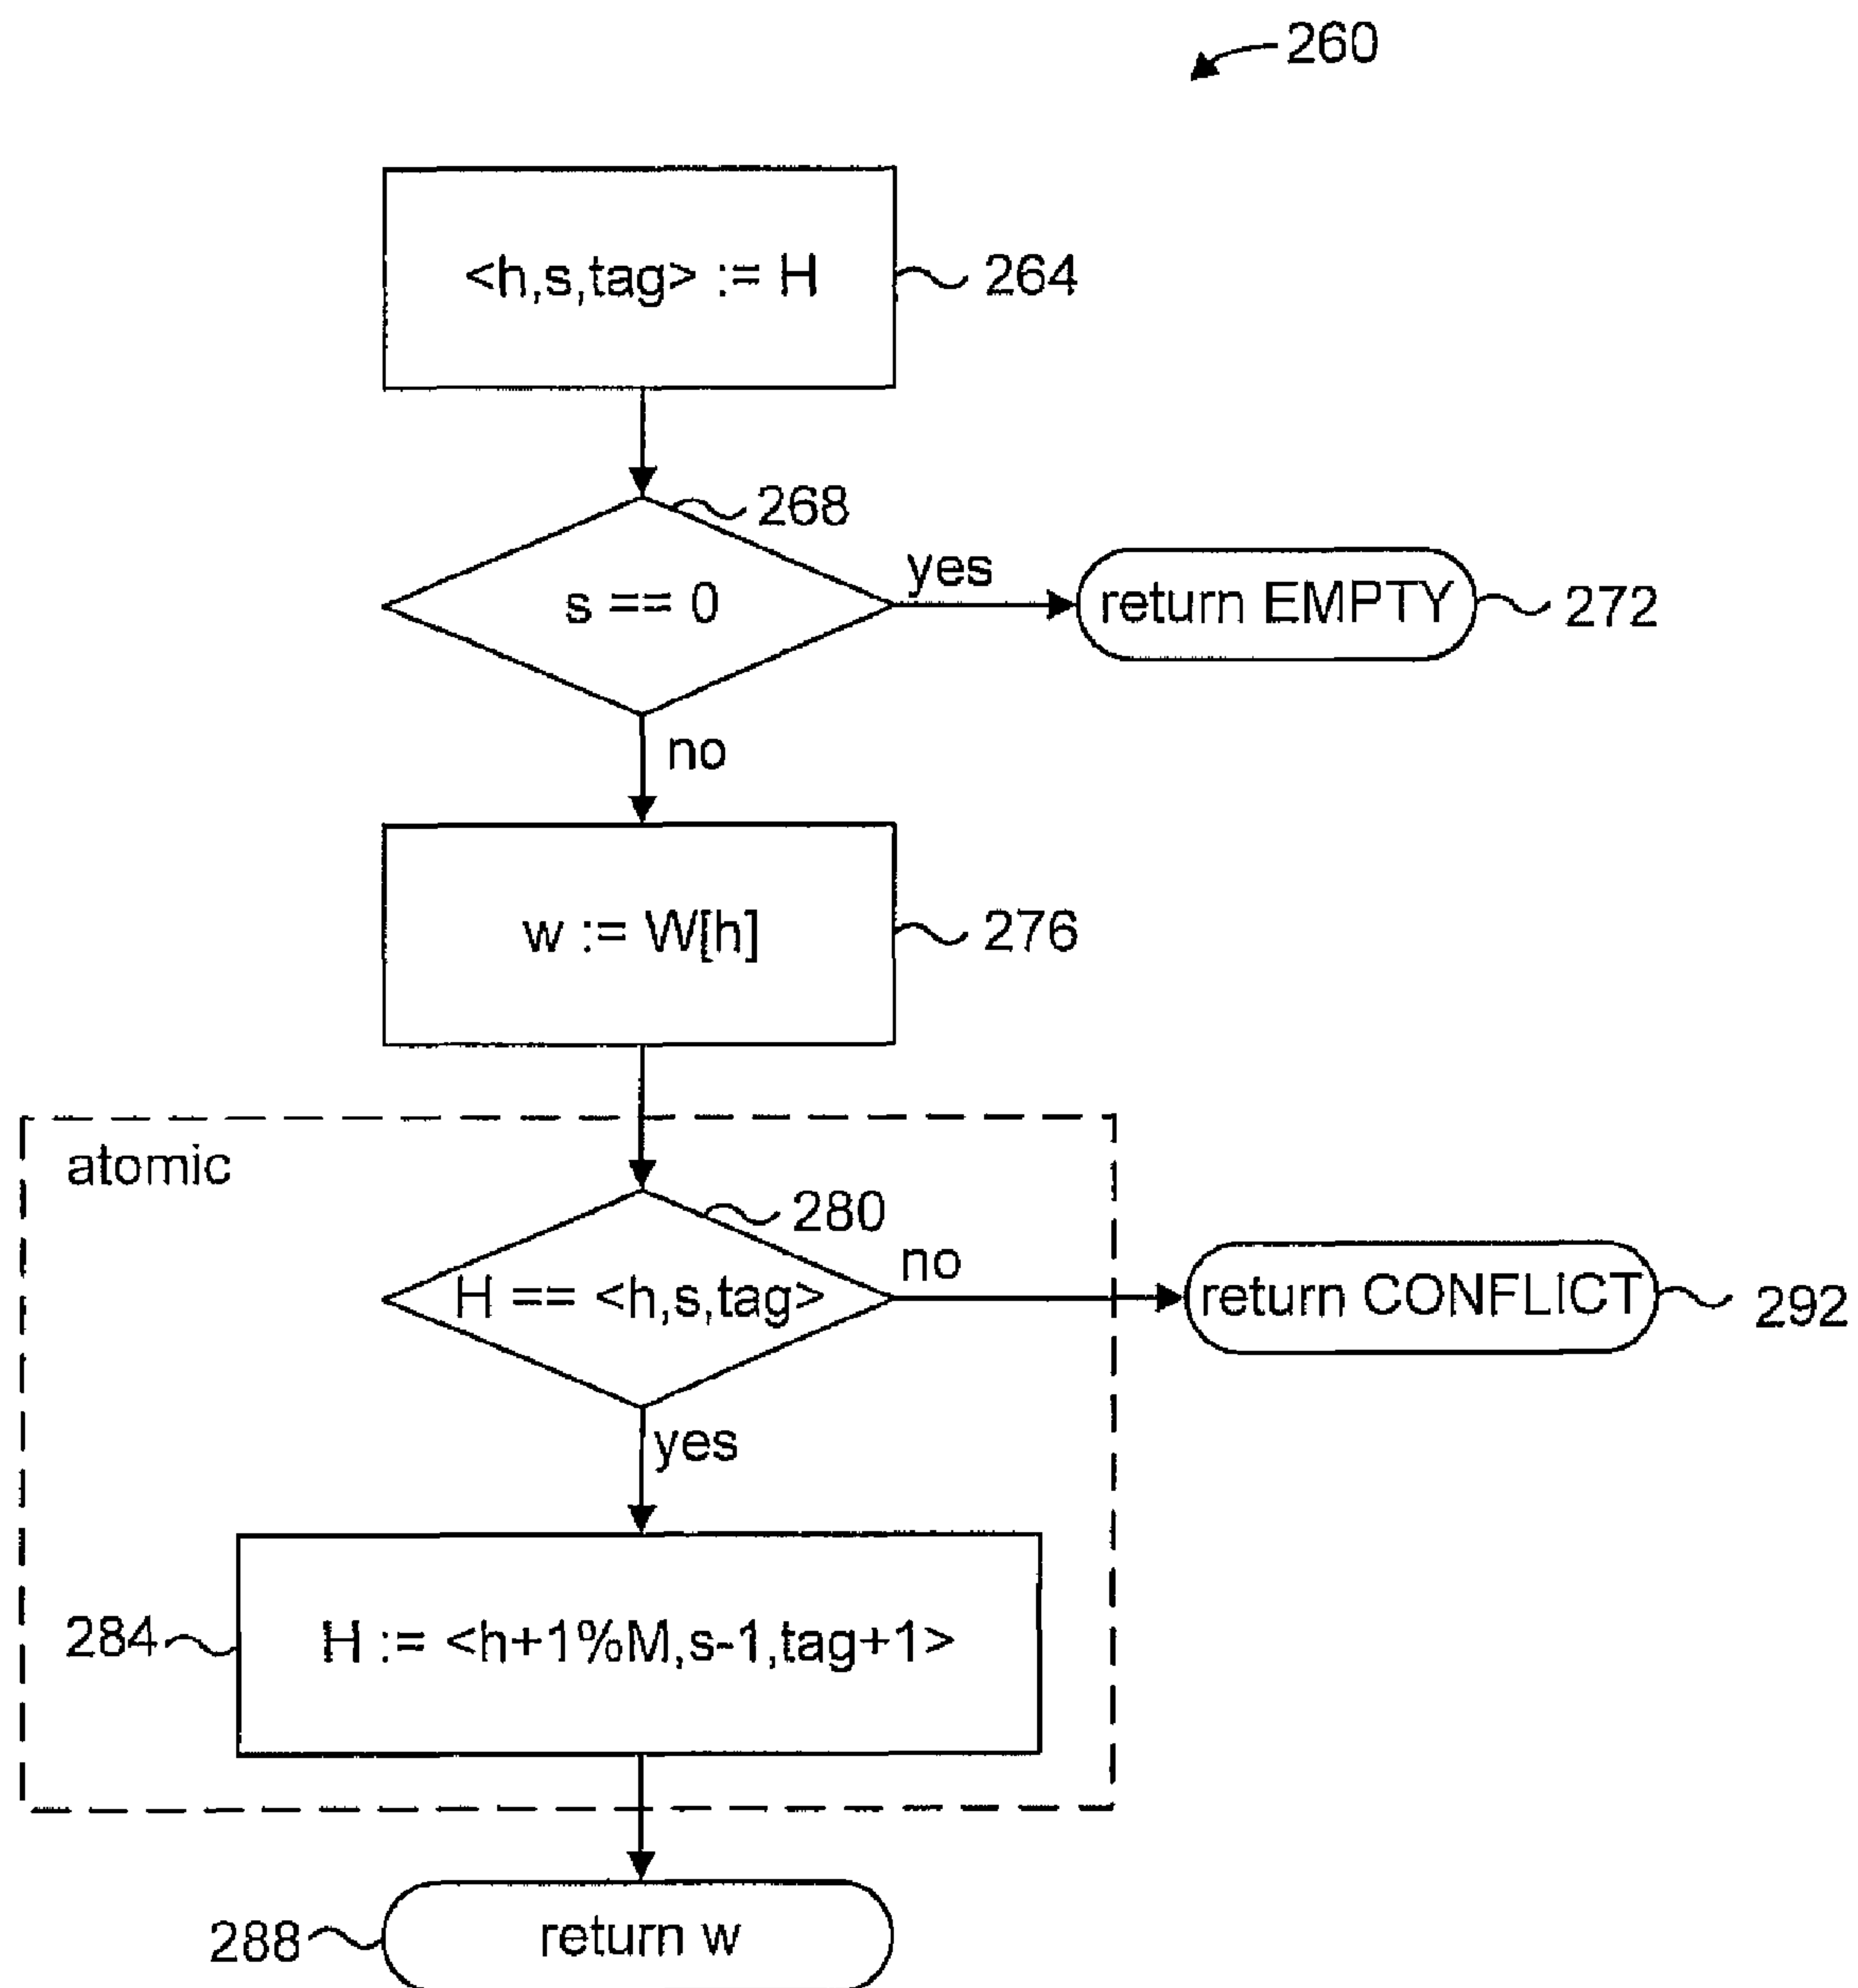 260
<h,s,tag> := H
264
268
s == 0
yes
return EMPTY
272
no
w := W[h]
276
atomic
280
H == <h,s,tag>
no
return CONFLICT
292
yes
284
H := <h+1%M,s-1,tag+1>
288
return w